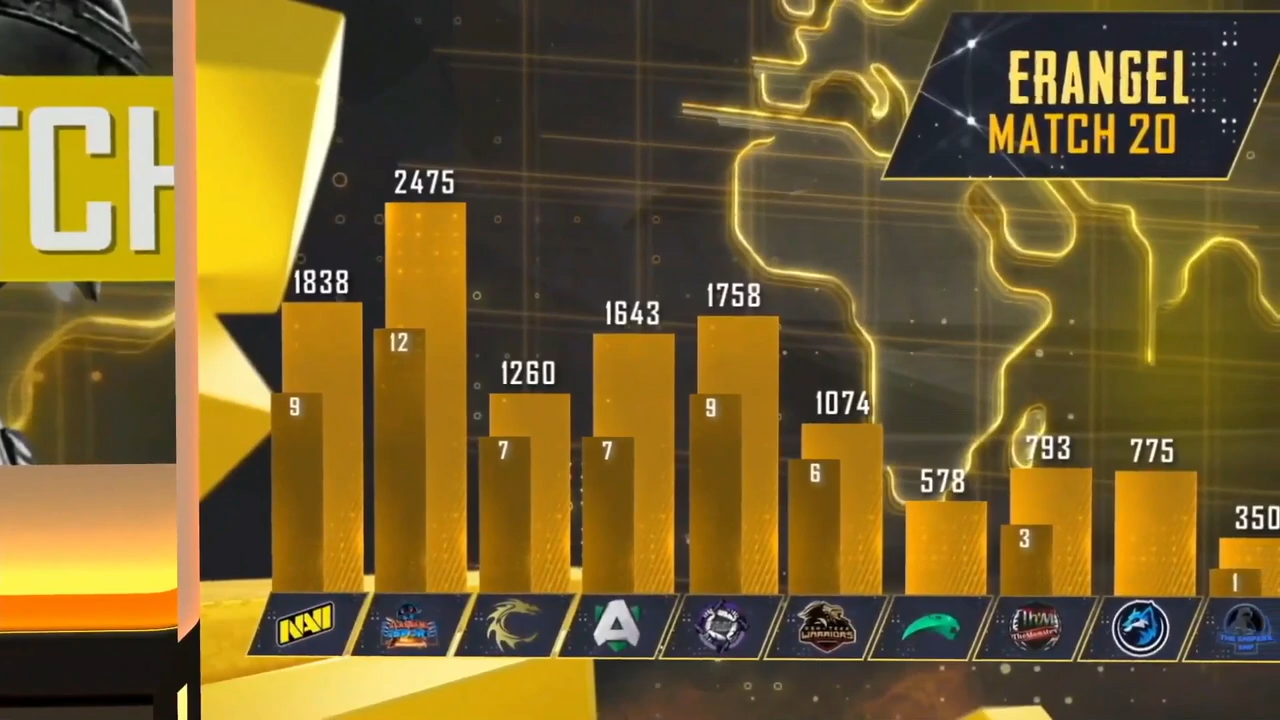 TCH
ERANGEL
MATCH 20
2475
1838
1758
1643
1260
1074
793
775
578
350
12
9
7
7
9
6
3
1
NAVI
A
WARRIORS
TheMonster